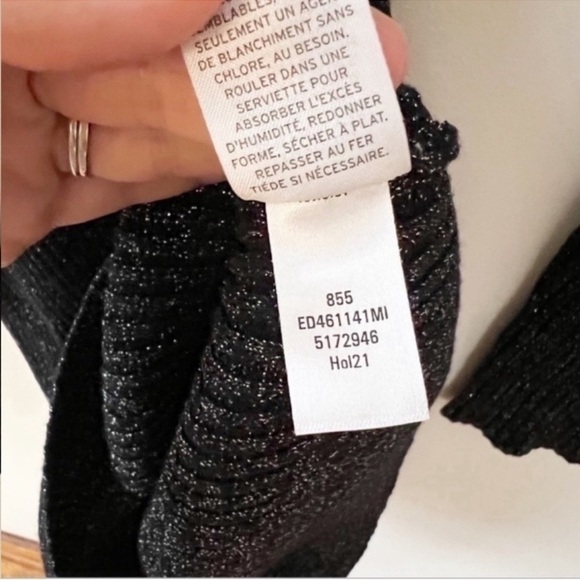 SEULEMENT UN AGENT
DE BLANCHIMENT SANS
CHLORE, AU BESOIN.
ROULER DANS UNE
SERVIETTE POUR
ABSORBER L'EXCÈS
D'HUMIDITÉ, REDONNER
FORME, SÉCHER À PLAT.
REPASSER AU FER
TIÈDE SI NÉCESSAIRE.
855
ED461141MI
5172946
Hol21